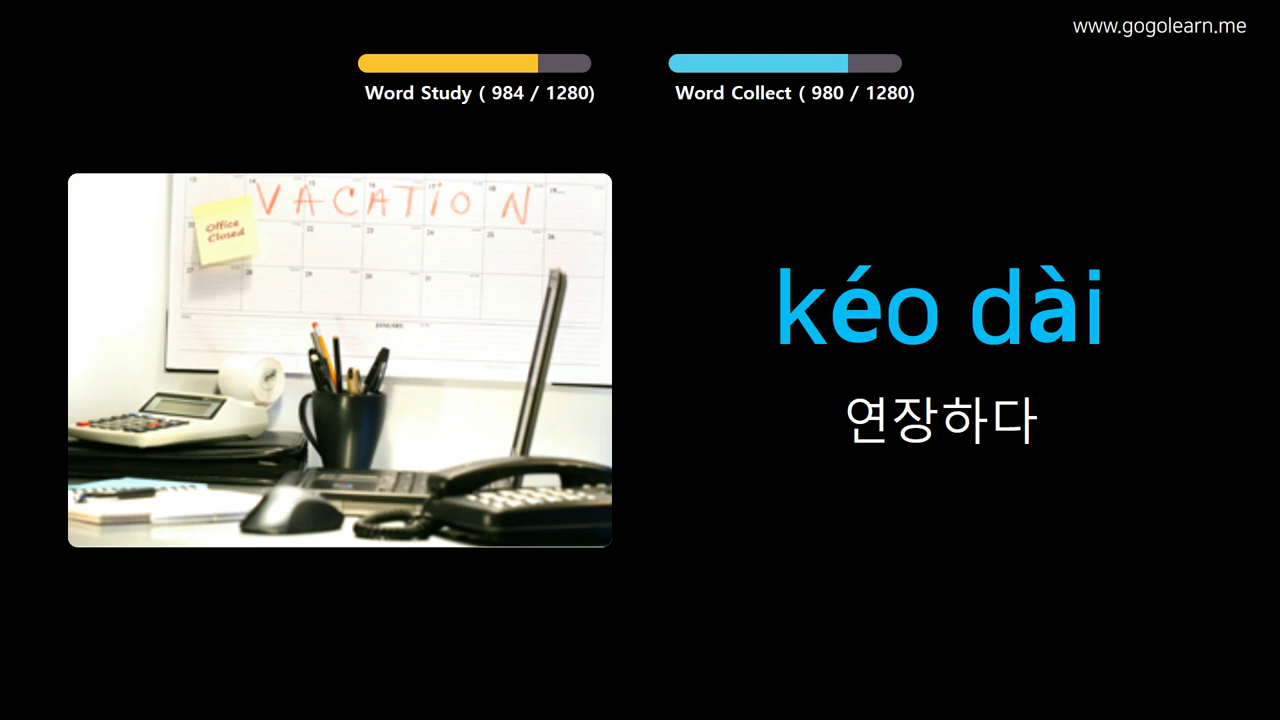 www.gogolearn.me
Word Study ( 984 / 1280)
Word Collect ( 980 / 1280)
VACATION
Office
Closed
kéo dài
연장하다